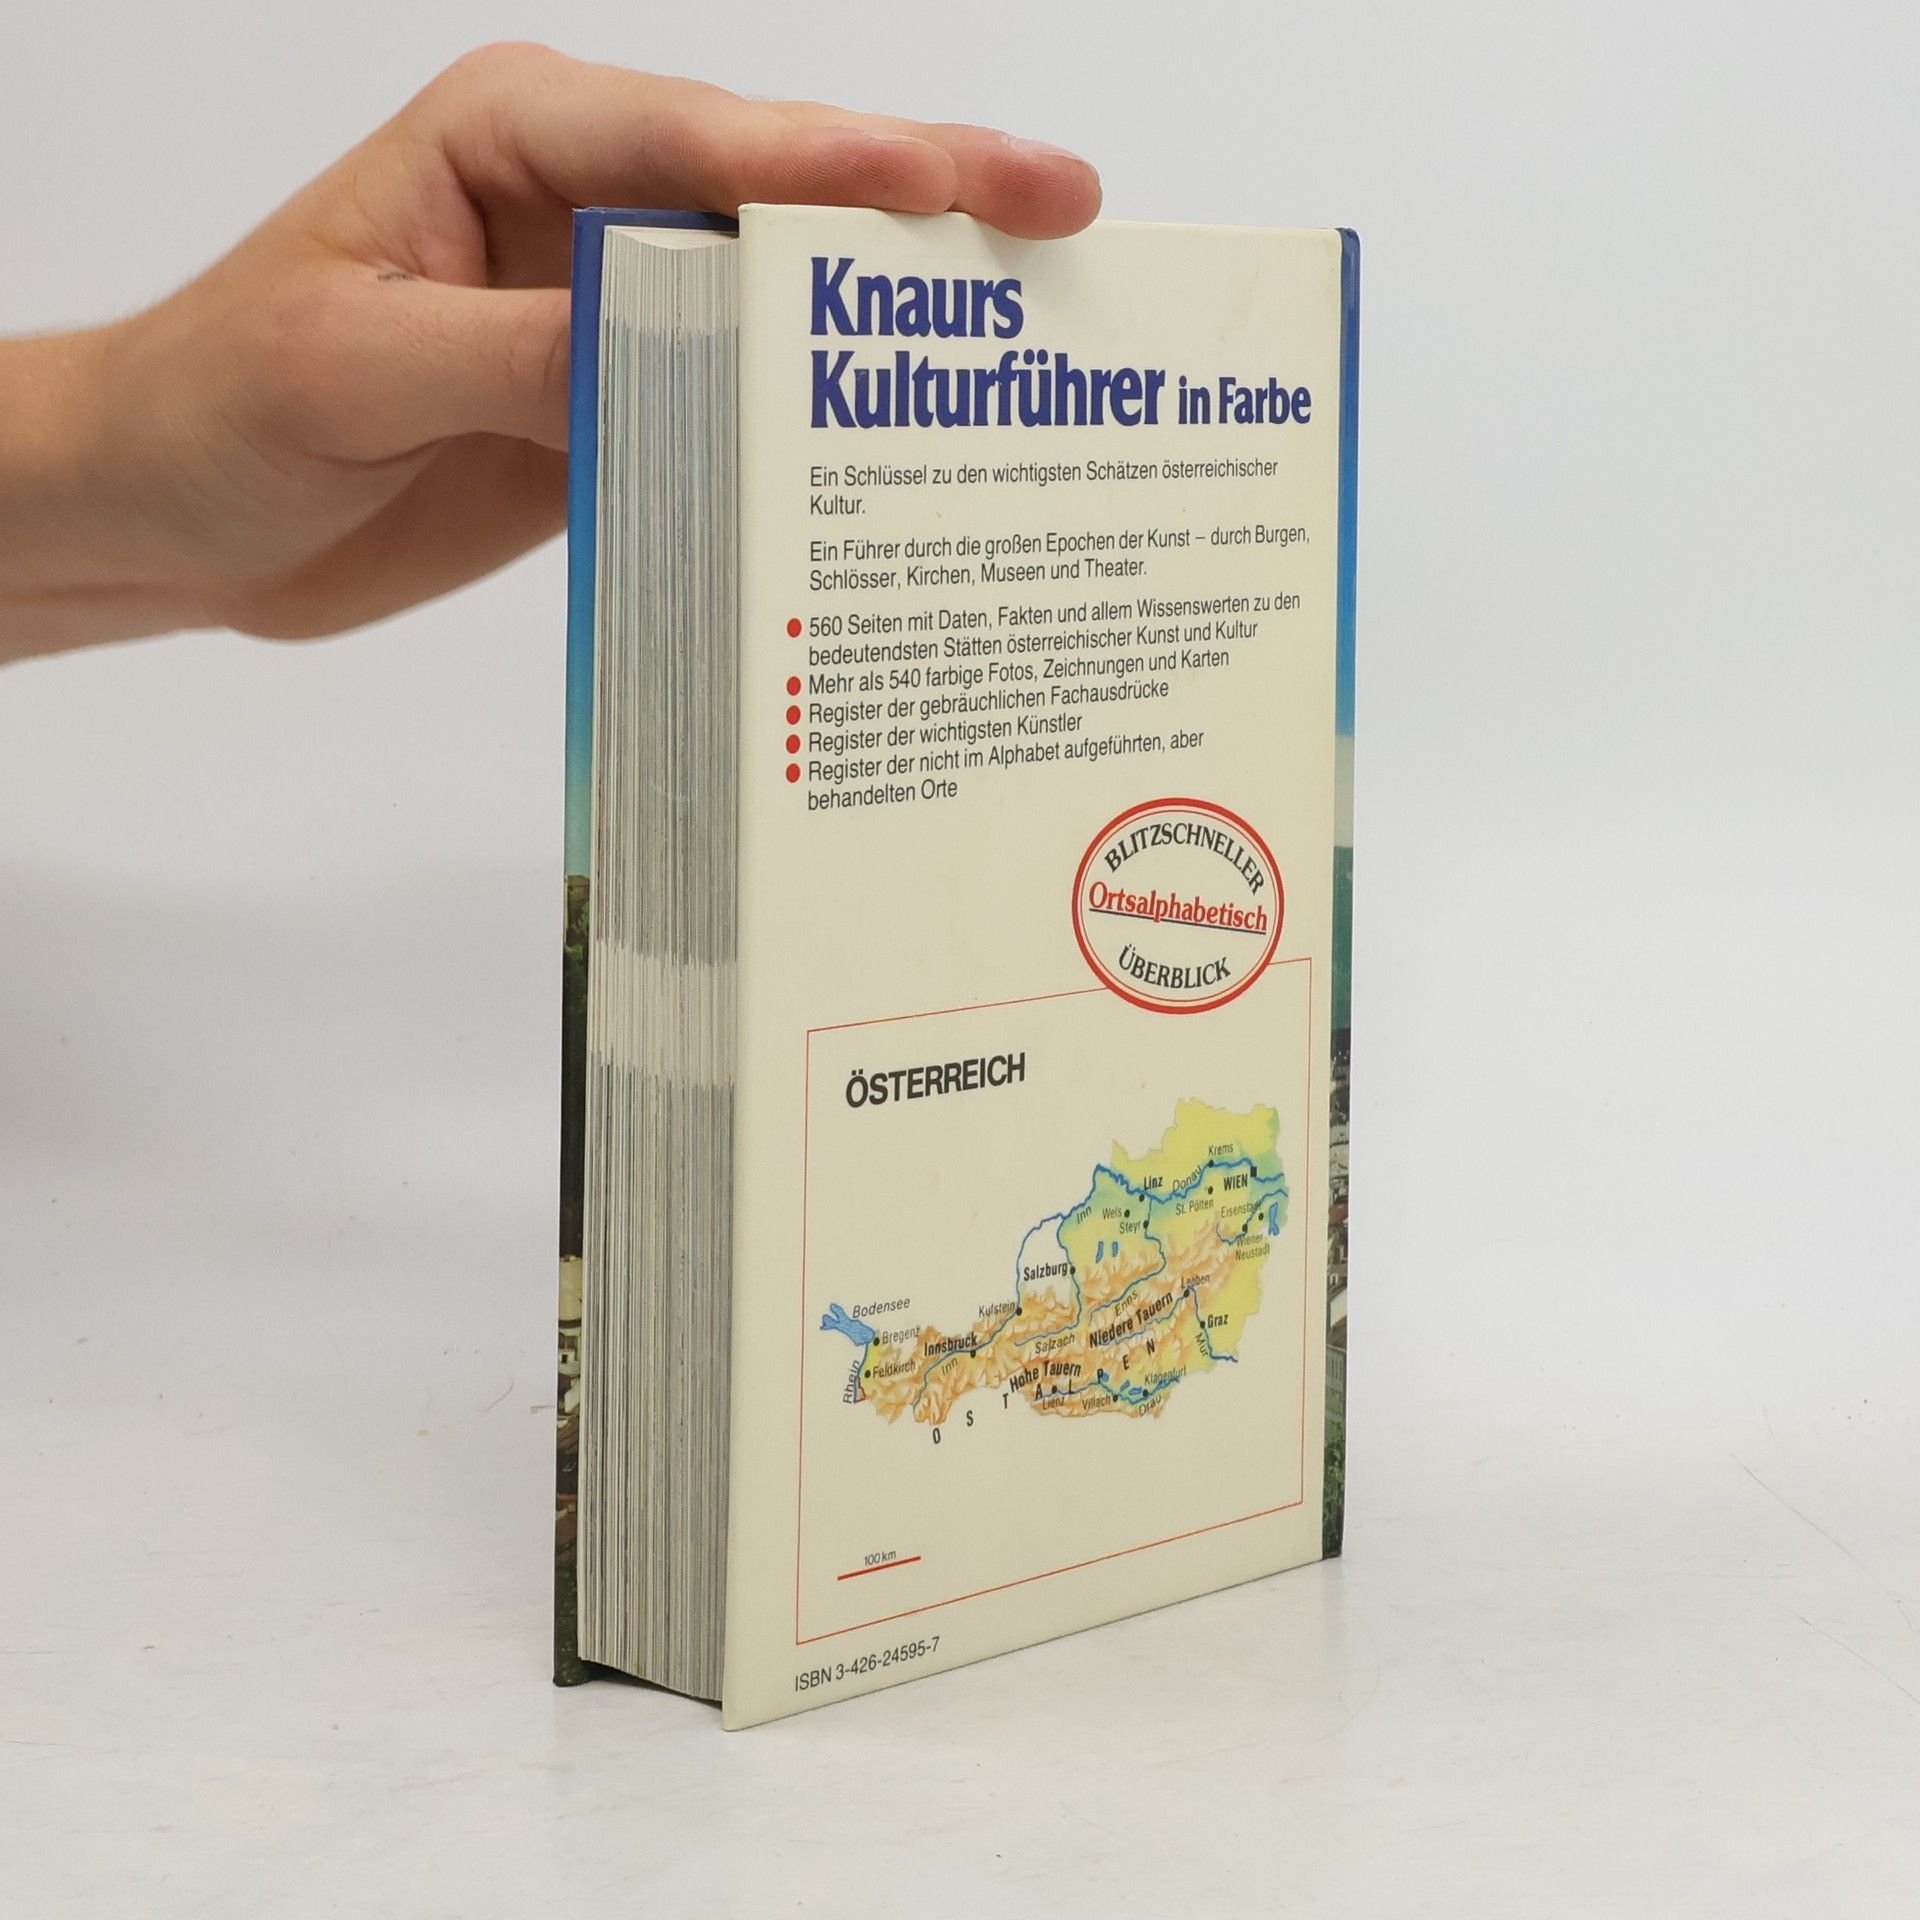 Knaurs
Kulturführer in Farbe
Ein Schlüssel zu den wichtigsten Schätzen österreichischer
Kultur.
Ein Führer durch die großen Epochen der Kunst – durch Burgen,
Schlösser, Kirchen, Museen und Theater.
560 Seiten mit Daten, Fakten und allem Wissenswerten zu den
bedeutendsten Stätten österreichischer Kunst und Kultur
Mehr als 540 farbige Fotos, Zeichnungen und Karten
Register der gebräuchlichen Fachausdrücke
Register der wichtigsten Künstler
Register der nicht im Alphabet aufgeführten, aber
behandelten Orte
BLITZSCHNELLER
Ortsalphabetisch
ÜBERBLICK
ÖSTERREICH
Krems
Linz
Donau
WIEN
Inn
Wels
St. Pölten
Eisenstadt
Steyr
Wiener
Neustadt
Salzburg
Leoben
Bodensee
Kufstein
Enns
Bregenz
Innsbruck
Salzach
Niedere Tauern
Graz
Rhein
Feldkirch
Inn
Hohe Tauern
Mur
Klagenfurt
Lienz
Villach
Drau
O S T A L P E N
100 km
ISBN 3-426-24595-7